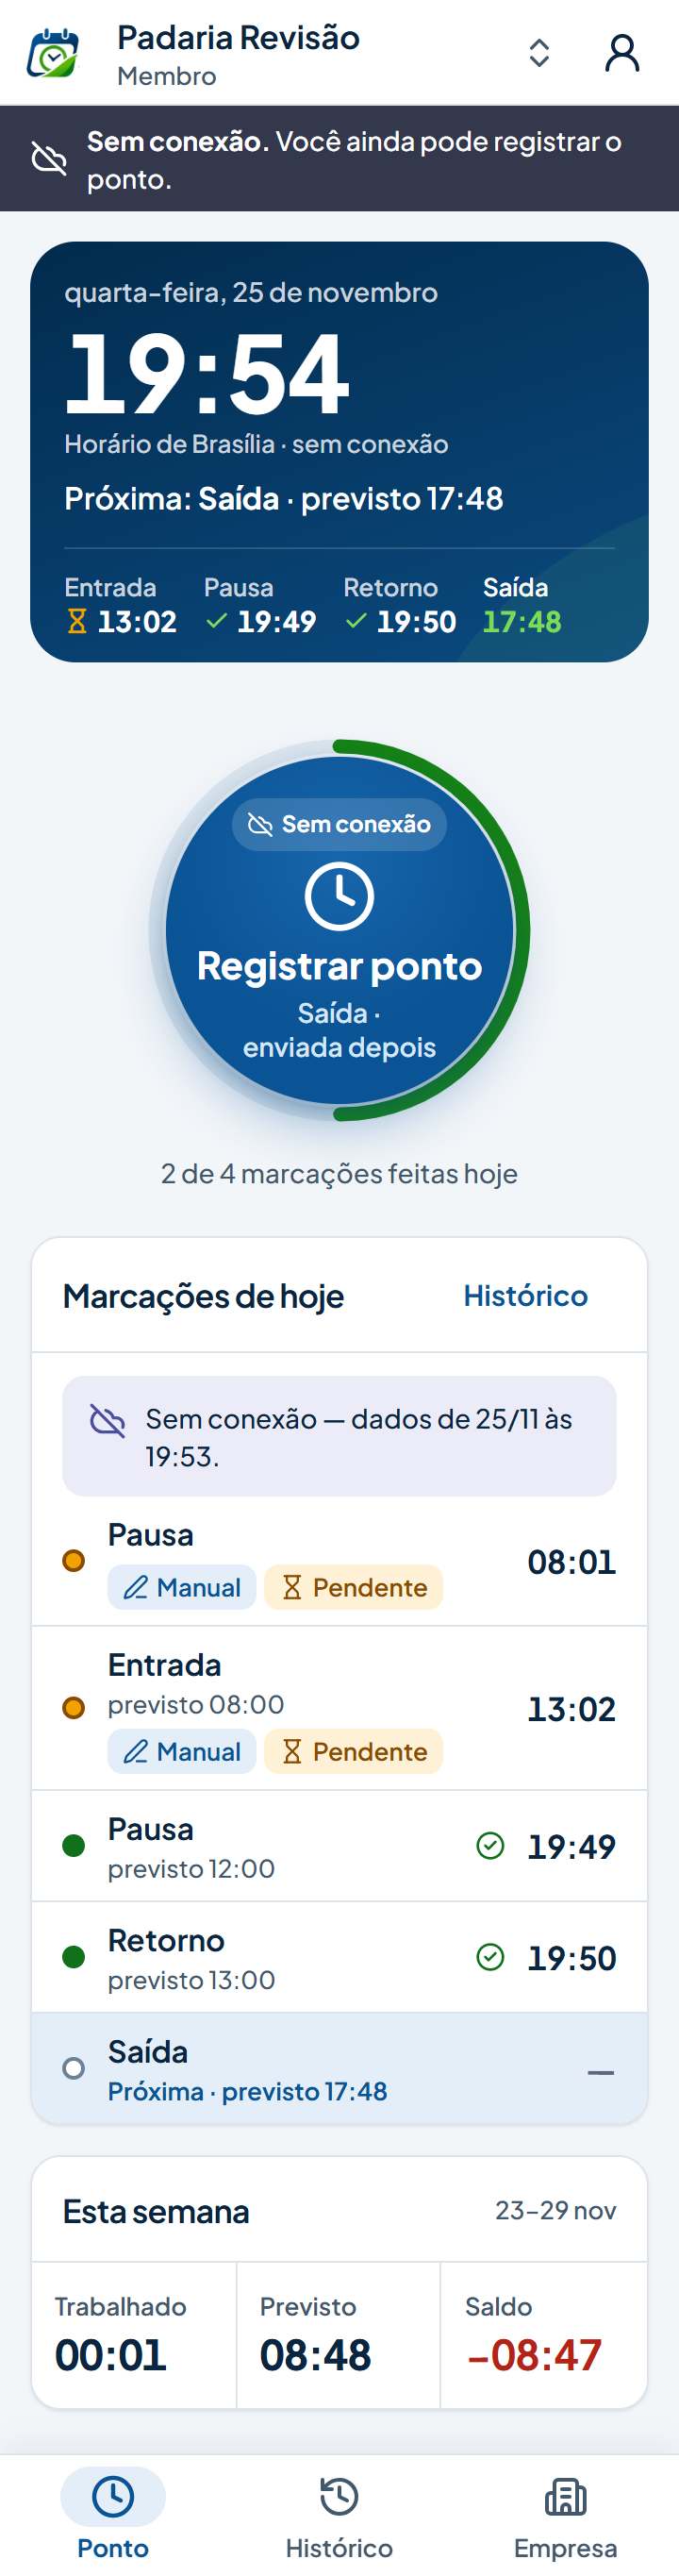 Padaria Revisão
Membro
Sem conexão. Você ainda pode registrar o
ponto.
quarta-feira, 25 de novembro
19:54
Horário de Brasília · sem conexão
Próxima: Saída · previsto 17:48
Entrada Pausa Retorno Saída
13:02 19:49 19:50 17:48
Sem conexão
Registrar ponto
Saída ·
enviada depois
2 de 4 marcações feitas hoje
Marcações de hoje Histórico
Sem conexão — dados de 25/11 às
19:53.
Pausa
08:01
Manual Pendente
Entrada
previsto 08:00
13:02
Manual Pendente
Pausa
19:49
previsto 12:00
Retorno
19:50
previsto 13:00
Saída
—
Próxima · previsto 17:48
Esta semana 23–29 nov
Trabalhado Previsto Saldo
00:01 08:48 −08:47
Ponto Histórico Empresa